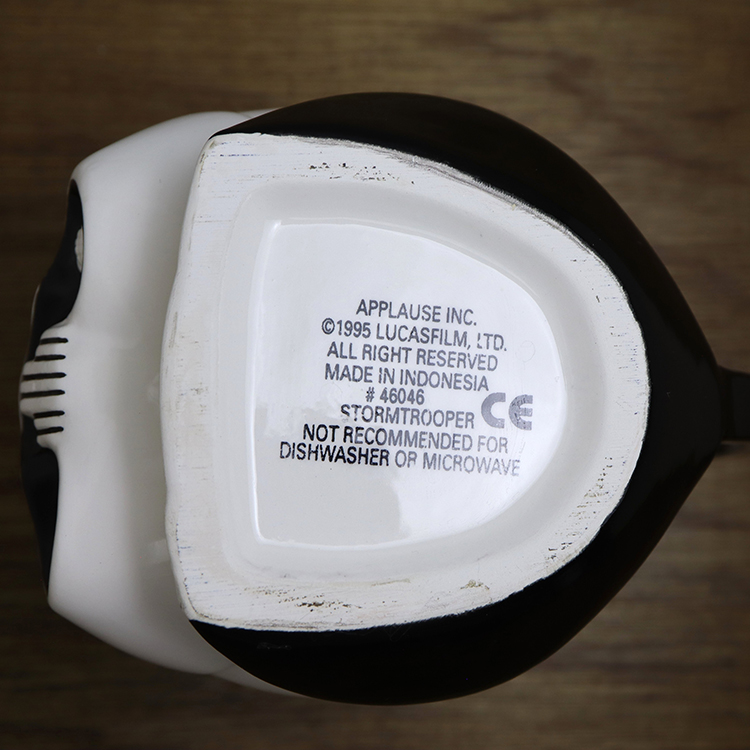 APPLAUSE INC.
©1995 LUCASFILM, LTD.
ALL RIGHT RESERVED
MADE IN INDONESIA
# 46046
STORMTROOPER CE
NOT RECOMMENDED FOR
DISHWASHER OR MICROWAVE